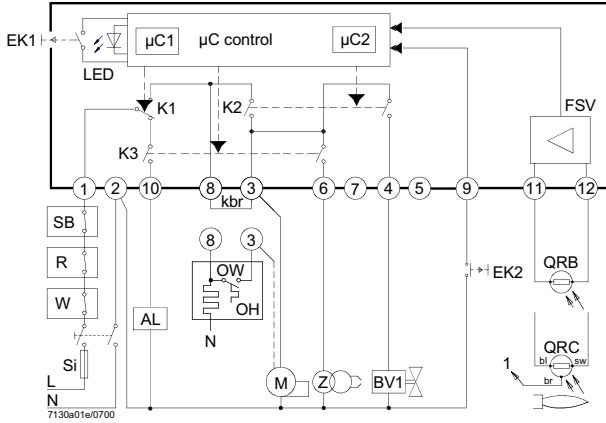 EK1
LED
µC1
µC control
µC2
K1
K2
FSV
K3
1 2 10 8 3 6 7 4 5 9 11 12
kbr
SB
R
W
Si
L
N
7130a01e/0700
AL
8 3
OW
OH
N
M
Z
BV1
EK2
QRB
QRC
1
bl
sw
br